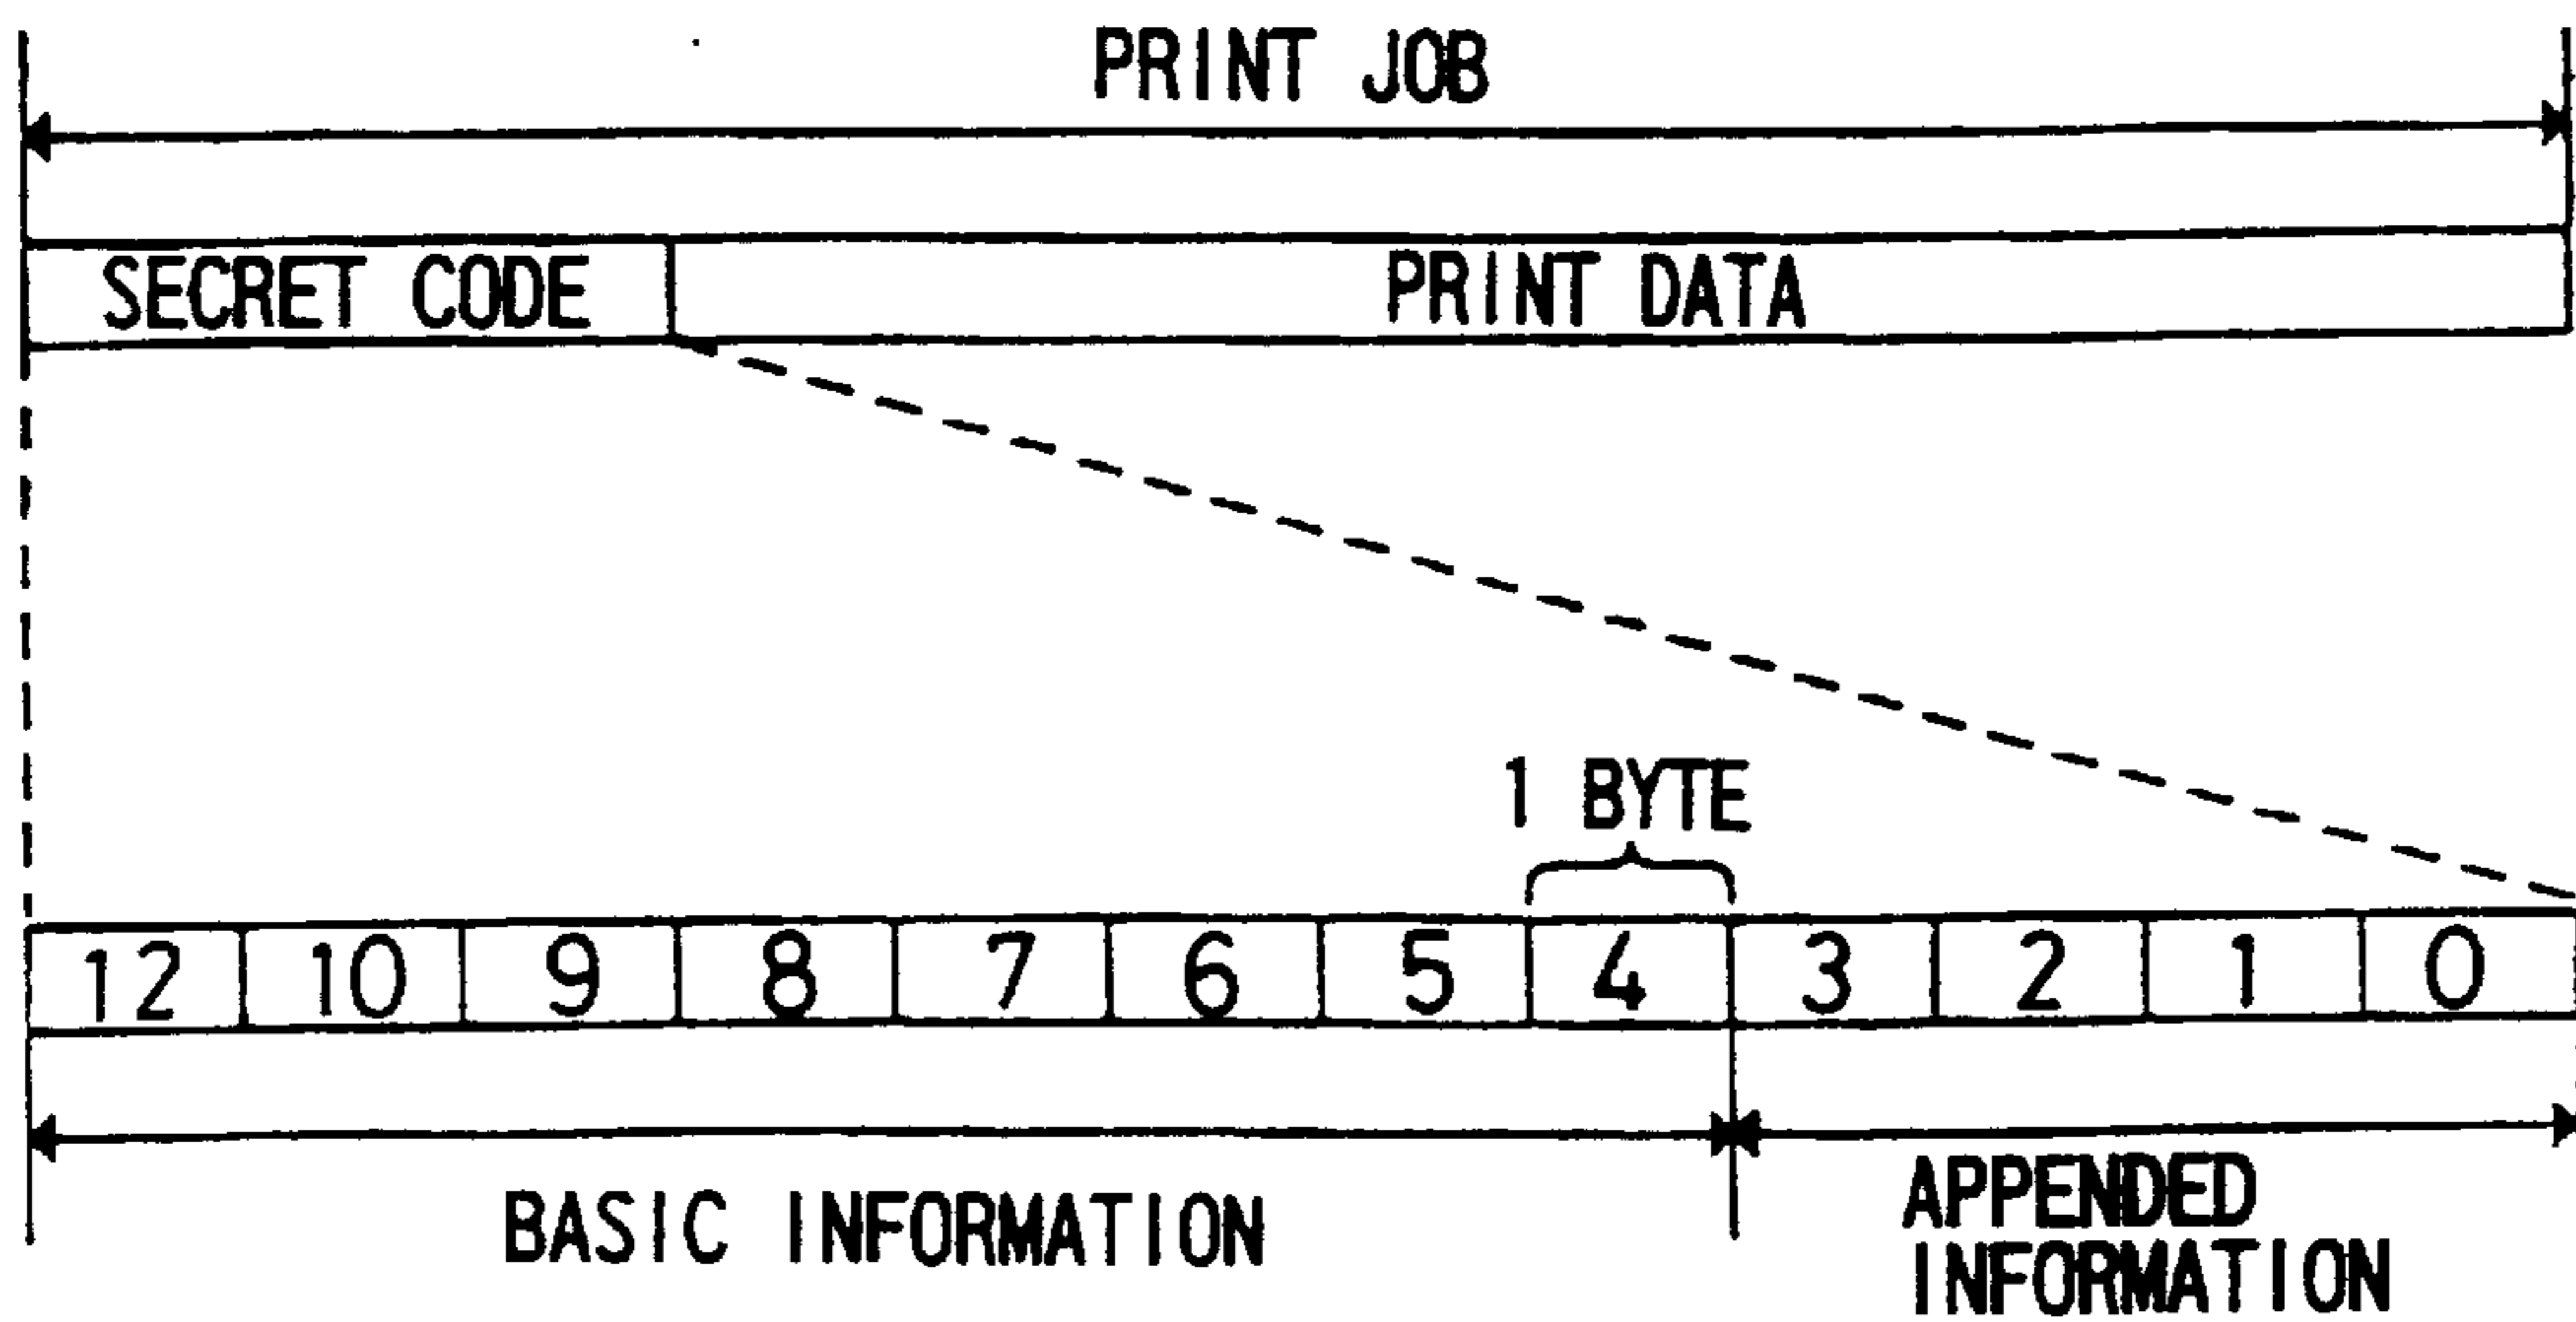 PRINT JOB
SECRET CODE PRINT DATA
1 BYTE
12 10 9 8 7 6 5 4 3 2 1 0
BASIC INFORMATION
APPENDED
INFORMATION